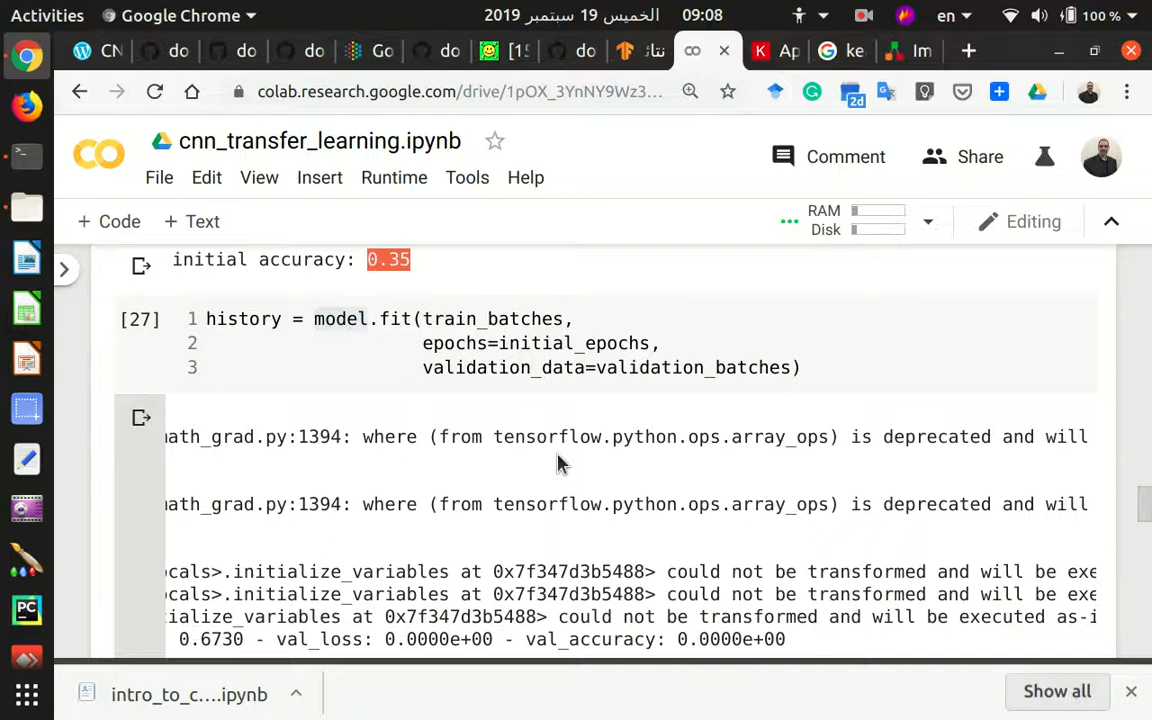 Activities Google Chrome الخميس 19 سبتمبر 2019 09:08 en 100 %
CN do do do Go do [15 do نتائ Ap ke Im
colab.research.google.com/drive/1pOX_3YnNY9Wz3... 2d
cnn_transfer_learning.ipynb
Comment Share
File Edit View Insert Runtime Tools Help
+ Code + Text RAM Disk Editing
initial accuracy: 0.35
[27] 1 history = model.fit(train_batches,
2 epochs=initial_epochs,
3 validation_data=validation_batches)
math_grad.py:1394: where (from tensorflow.python.ops.array_ops) is deprecated and will
math_grad.py:1394: where (from tensorflow.python.ops.array_ops) is deprecated and will
ocals>.initialize_variables at 0x7f347d3b5488> could not be transformed and will be exe
ocals>.initialize_variables at 0x7f347d3b5488> could not be transformed and will be exe
itialize_variables at 0x7f347d3b5488> could not be transformed and will be executed as-i
0.6730 - val_loss: 0.0000e+00 - val_accuracy: 0.0000e+00
intro_to_c....ipynb Show all